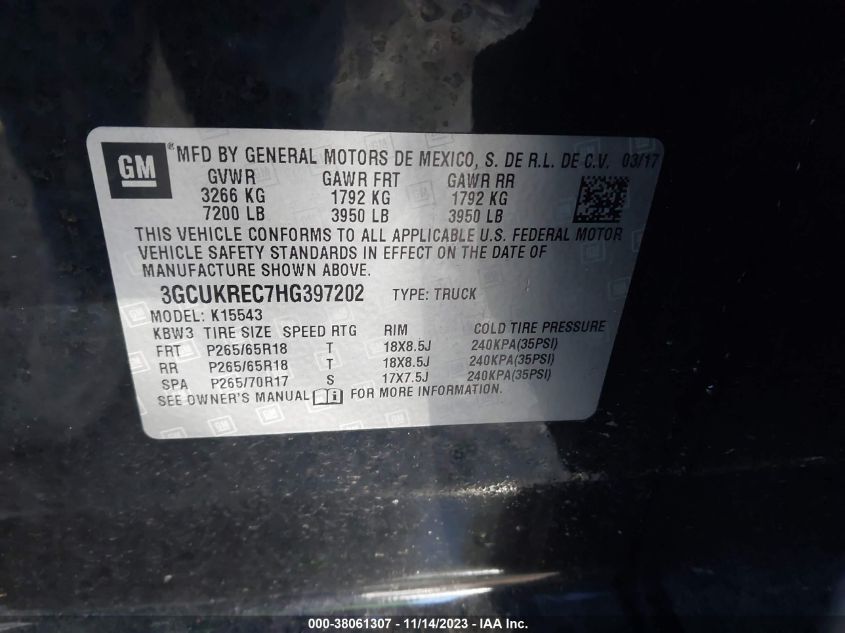 GM ® MFD BY GENERAL MOTORS DE MEXICO, S. DE R.L. DE C.V. 03/17
GVWR GAWR FRT GAWR RR
3266 KG 1792 KG 1792 KG
7200 LB 3950 LB 3950 LB
THIS VEHICLE CONFORMS TO ALL APPLICABLE U.S. FEDERAL MOTOR
VEHICLE SAFETY STANDARDS IN EFFECT ON THE DATE OF
MANUFACTURE SHOWN ABOVE.
3GCUKREC7HG397202 TYPE: TRUCK
MODEL: K15543
KBW3 TIRE SIZE SPEED RTG RIM COLD TIRE PRESSURE
FRT P265/65R18 T 18X8.5J 240KPA(35PSI)
RR P265/65R18 T 18X8.5J 240KPA(35PSI)
SPA P265/70R17 S 17X7.5J 240KPA(35PSI)
SEE OWNER'S MANUAL i FOR MORE INFORMATION.
000-38061307 - 11/14/2023 - IAA Inc.